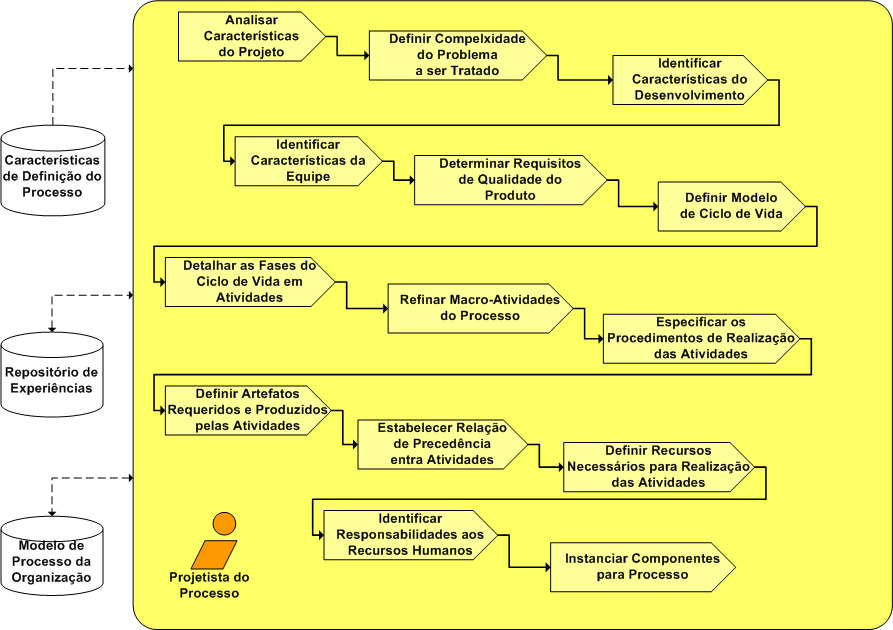 Analisar
Características
do Projeto
Definir Compelxidade
do Problema
a ser Tratado
Identificar
Características do
Desenvolvimento
Características
de Definição do
Processo
Identificar
Características da
Equipe
Determinar Requisitos
de Qualidade do
Produto
Definir Modelo
de Ciclo de Vida
Detalhar as Fases do
Ciclo de Vida em
Atividades
Refinar Macro-Atividades
do Processo
Especificar os
Procedimentos de Realização
das Atividades
Repositório de
Experiências
Definir Artefatos
Requeridos e Produzidos
pelas Atividades
Estabelecer Relação
de Precedência
entra Atividades
Definir Recursos
Necessários para Realização
das Atividades
Modelo de
Processo da
Organização
Identificar
Responsabilidades aos
Recursos Humanos
Instanciar Componentes
para Processo
Projetista do
Processo